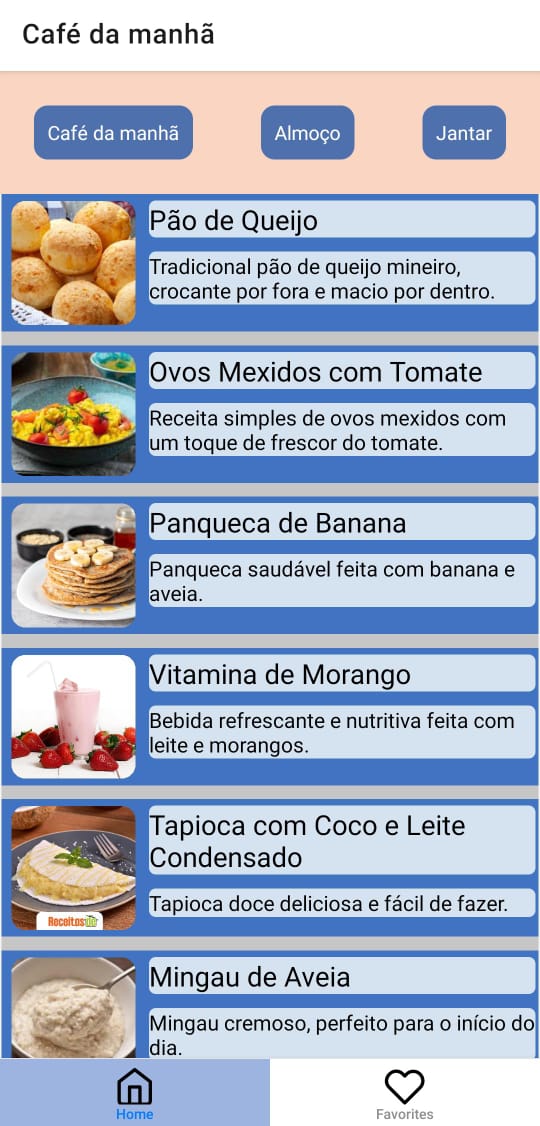 Café da manhã
Café da manhã
Almoço
Jantar
Pão de Queijo
Tradicional pão de queijo mineiro,
crocante por fora e macio por dentro.
Ovos Mexidos com Tomate
Receita simples de ovos mexidos com
um toque de frescor do tomate.
Panqueca de Banana
Panqueca saudável feita com banana e
aveia.
Vitamina de Morango
Bebida refrescante e nutritiva feita com
leite e morangos.
Tapioca com Coco e Leite
Condensado
Tapioca doce deliciosa e fácil de fazer.
Receitas
Mingau de Aveia
Mingau cremoso, perfeito para o início do
dia.
Home
Favorites